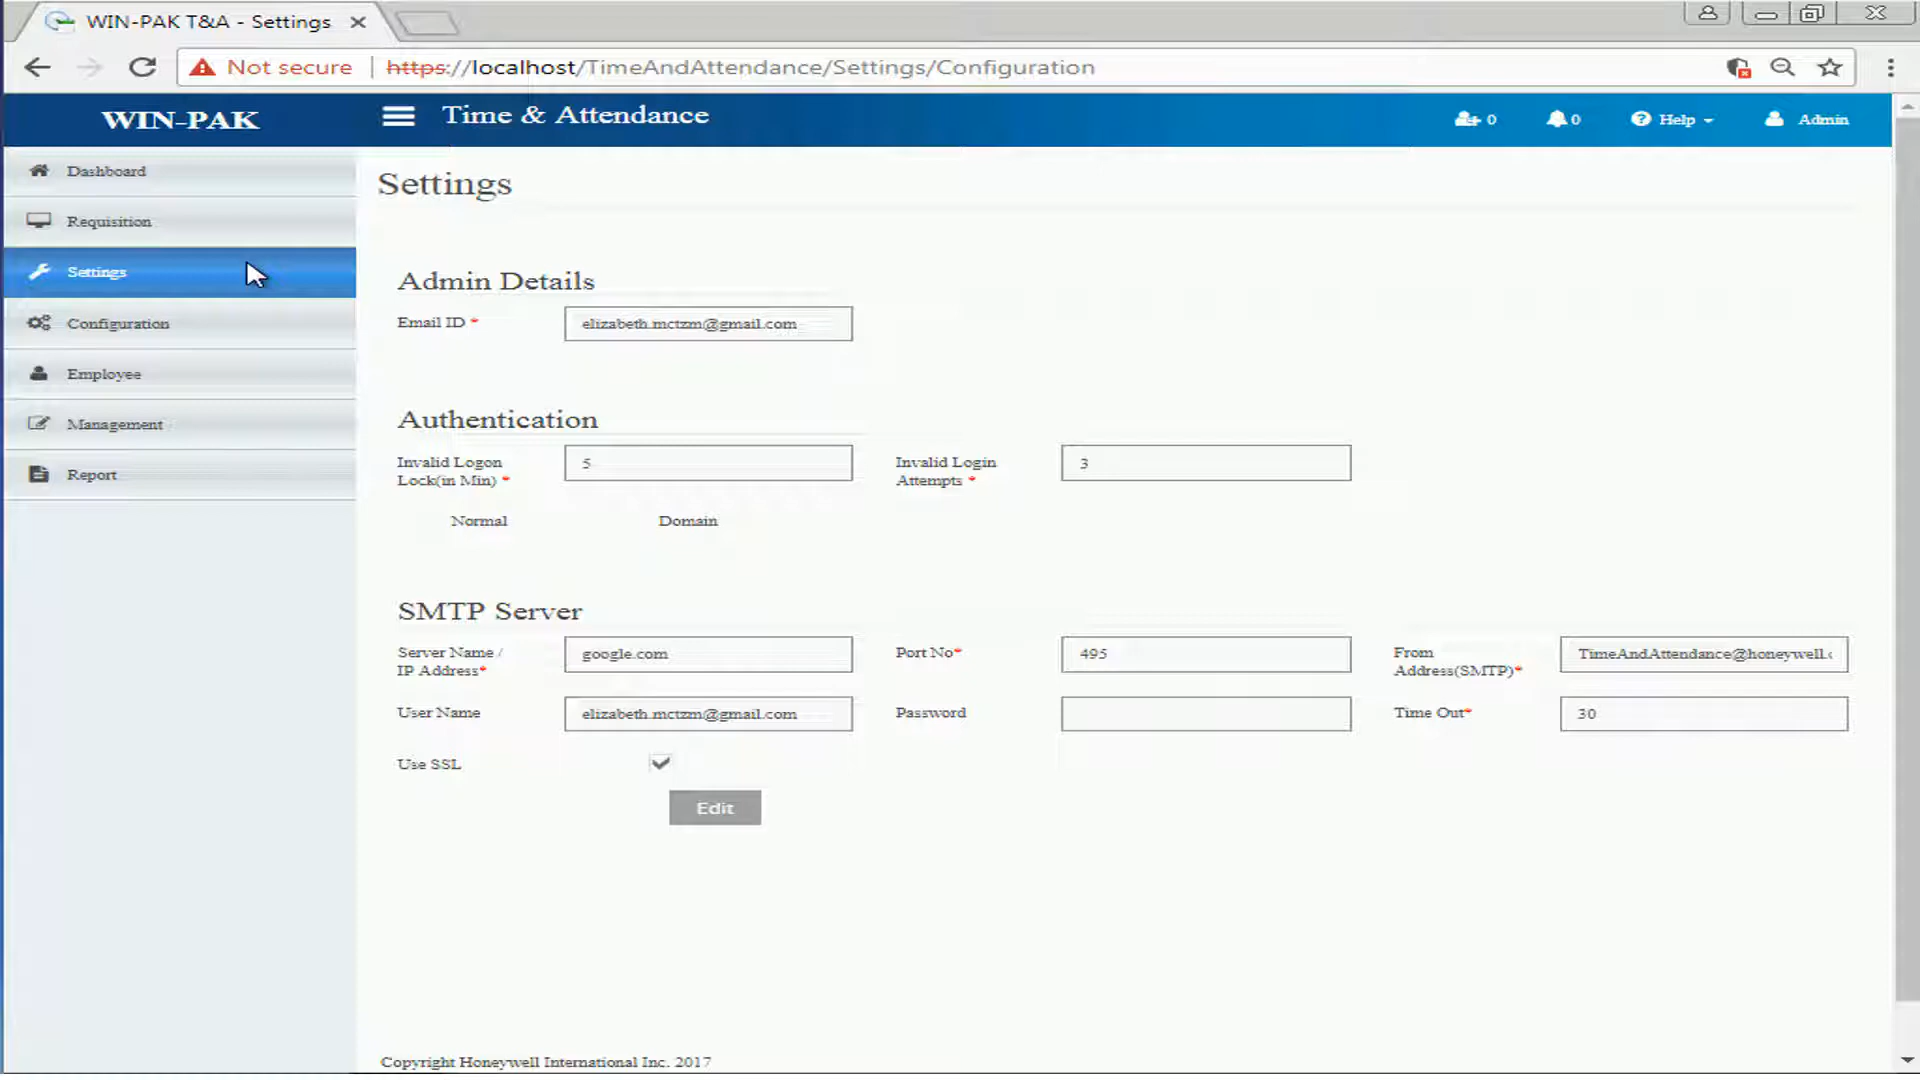 WIN-PAK T&A - Settings
Not secure | https://localhost/TimeAndAttendance/Settings/Configuration
WIN-PAK
Time & Attendance
0
0
Help
Admin
Dashboard
Requisition
Settings
Configuration
Employee
Management
Report
Settings
Admin Details
Email ID * elizabeth.mctzm@gmail.com
Authentication
Invalid Logon
Lock(in Min) *
5
Invalid Login
Attempts *
3
Normal Domain
SMTP Server
Server Name /
IP Address*
google.com
Port No* 495
From
Address(SMTP)*
TimeAndAttendance@honeywell.c
User Name elizabeth.mctzm@gmail.com
Password
Time Out* 30
Use SSL
Edit
Copyright Honeywell International Inc. 2017